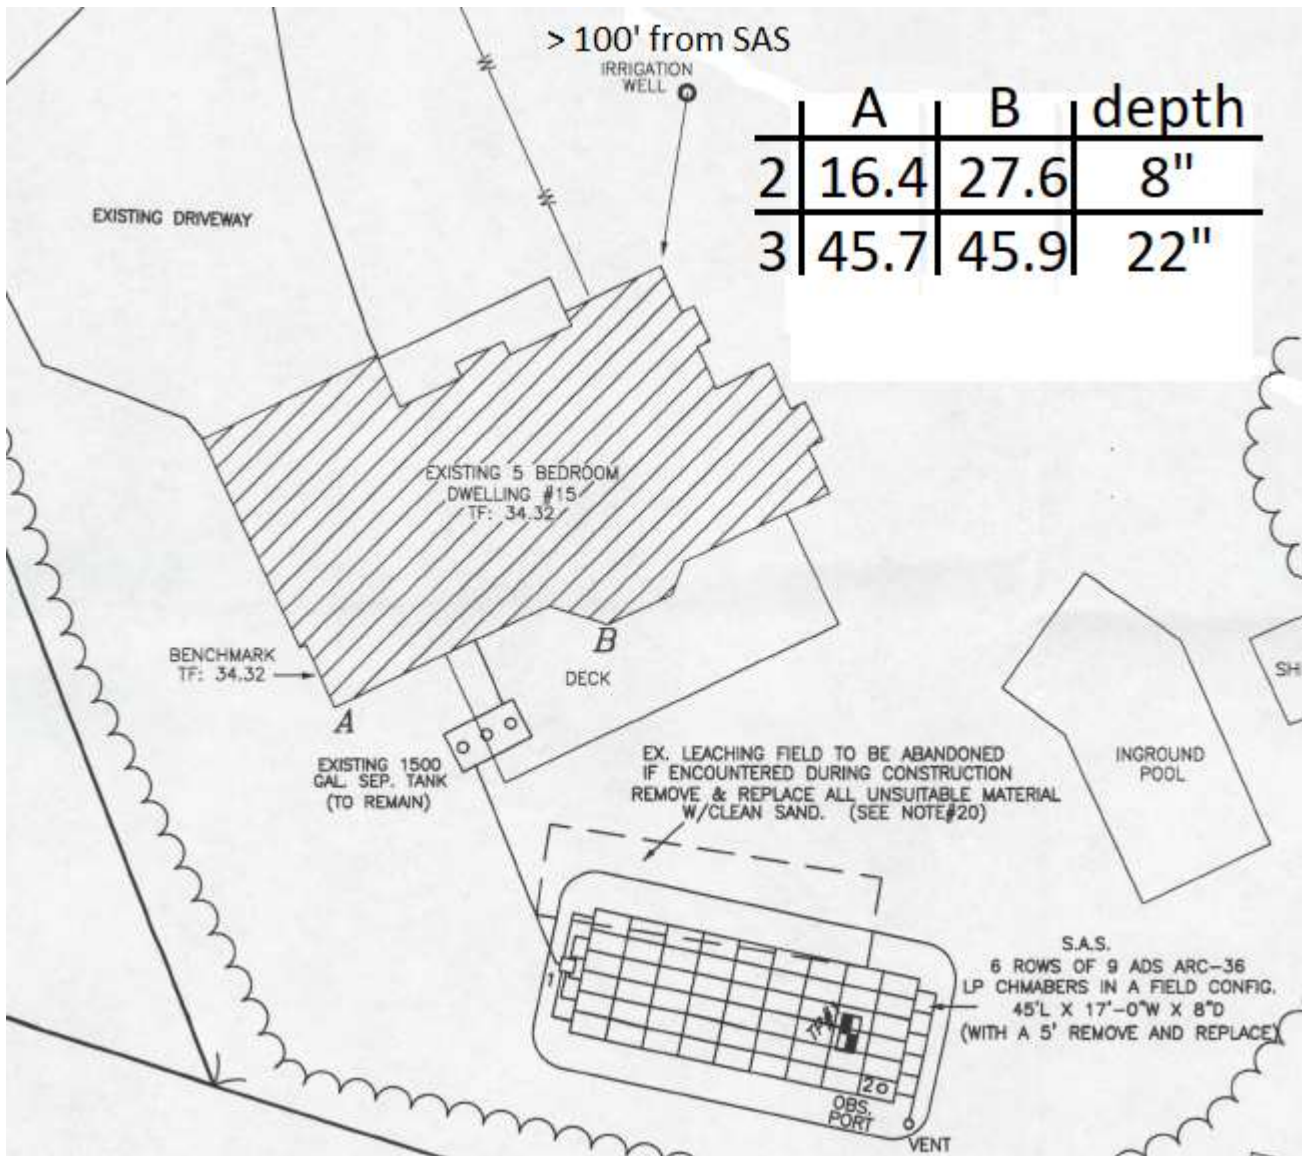 > 100' from SAS
IRRIGATION
WELL
A B depth
2 16.4 27.6 8"
3 45.7 45.9 22"
EXISTING DRIVEWAY
EXISTING 5 BEDROOM
DWELLING #15
TF: 34.32
BENCHMARK
TF: 34.32
A
B
DECK
EXISTING 1500
GAL. SEP. TANK
(TO REMAIN)
EX. LEACHING FIELD TO BE ABANDONED
IF ENCOUNTERED DURING CONSTRUCTION
REMOVE & REPLACE ALL UNSUITABLE MATERIAL
W/CLEAN SAND. (SEE NOTE#20)
INGROUND
POOL
SH
S.A.S.
6 ROWS OF 9 ADS ARC-36
LP CHMABERS IN A FIELD CONFIG.
45'L X 17'-0"W X 8"D
(WITH A 5' REMOVE AND REPLACE)
1
2
OBS.
PORT
VENT